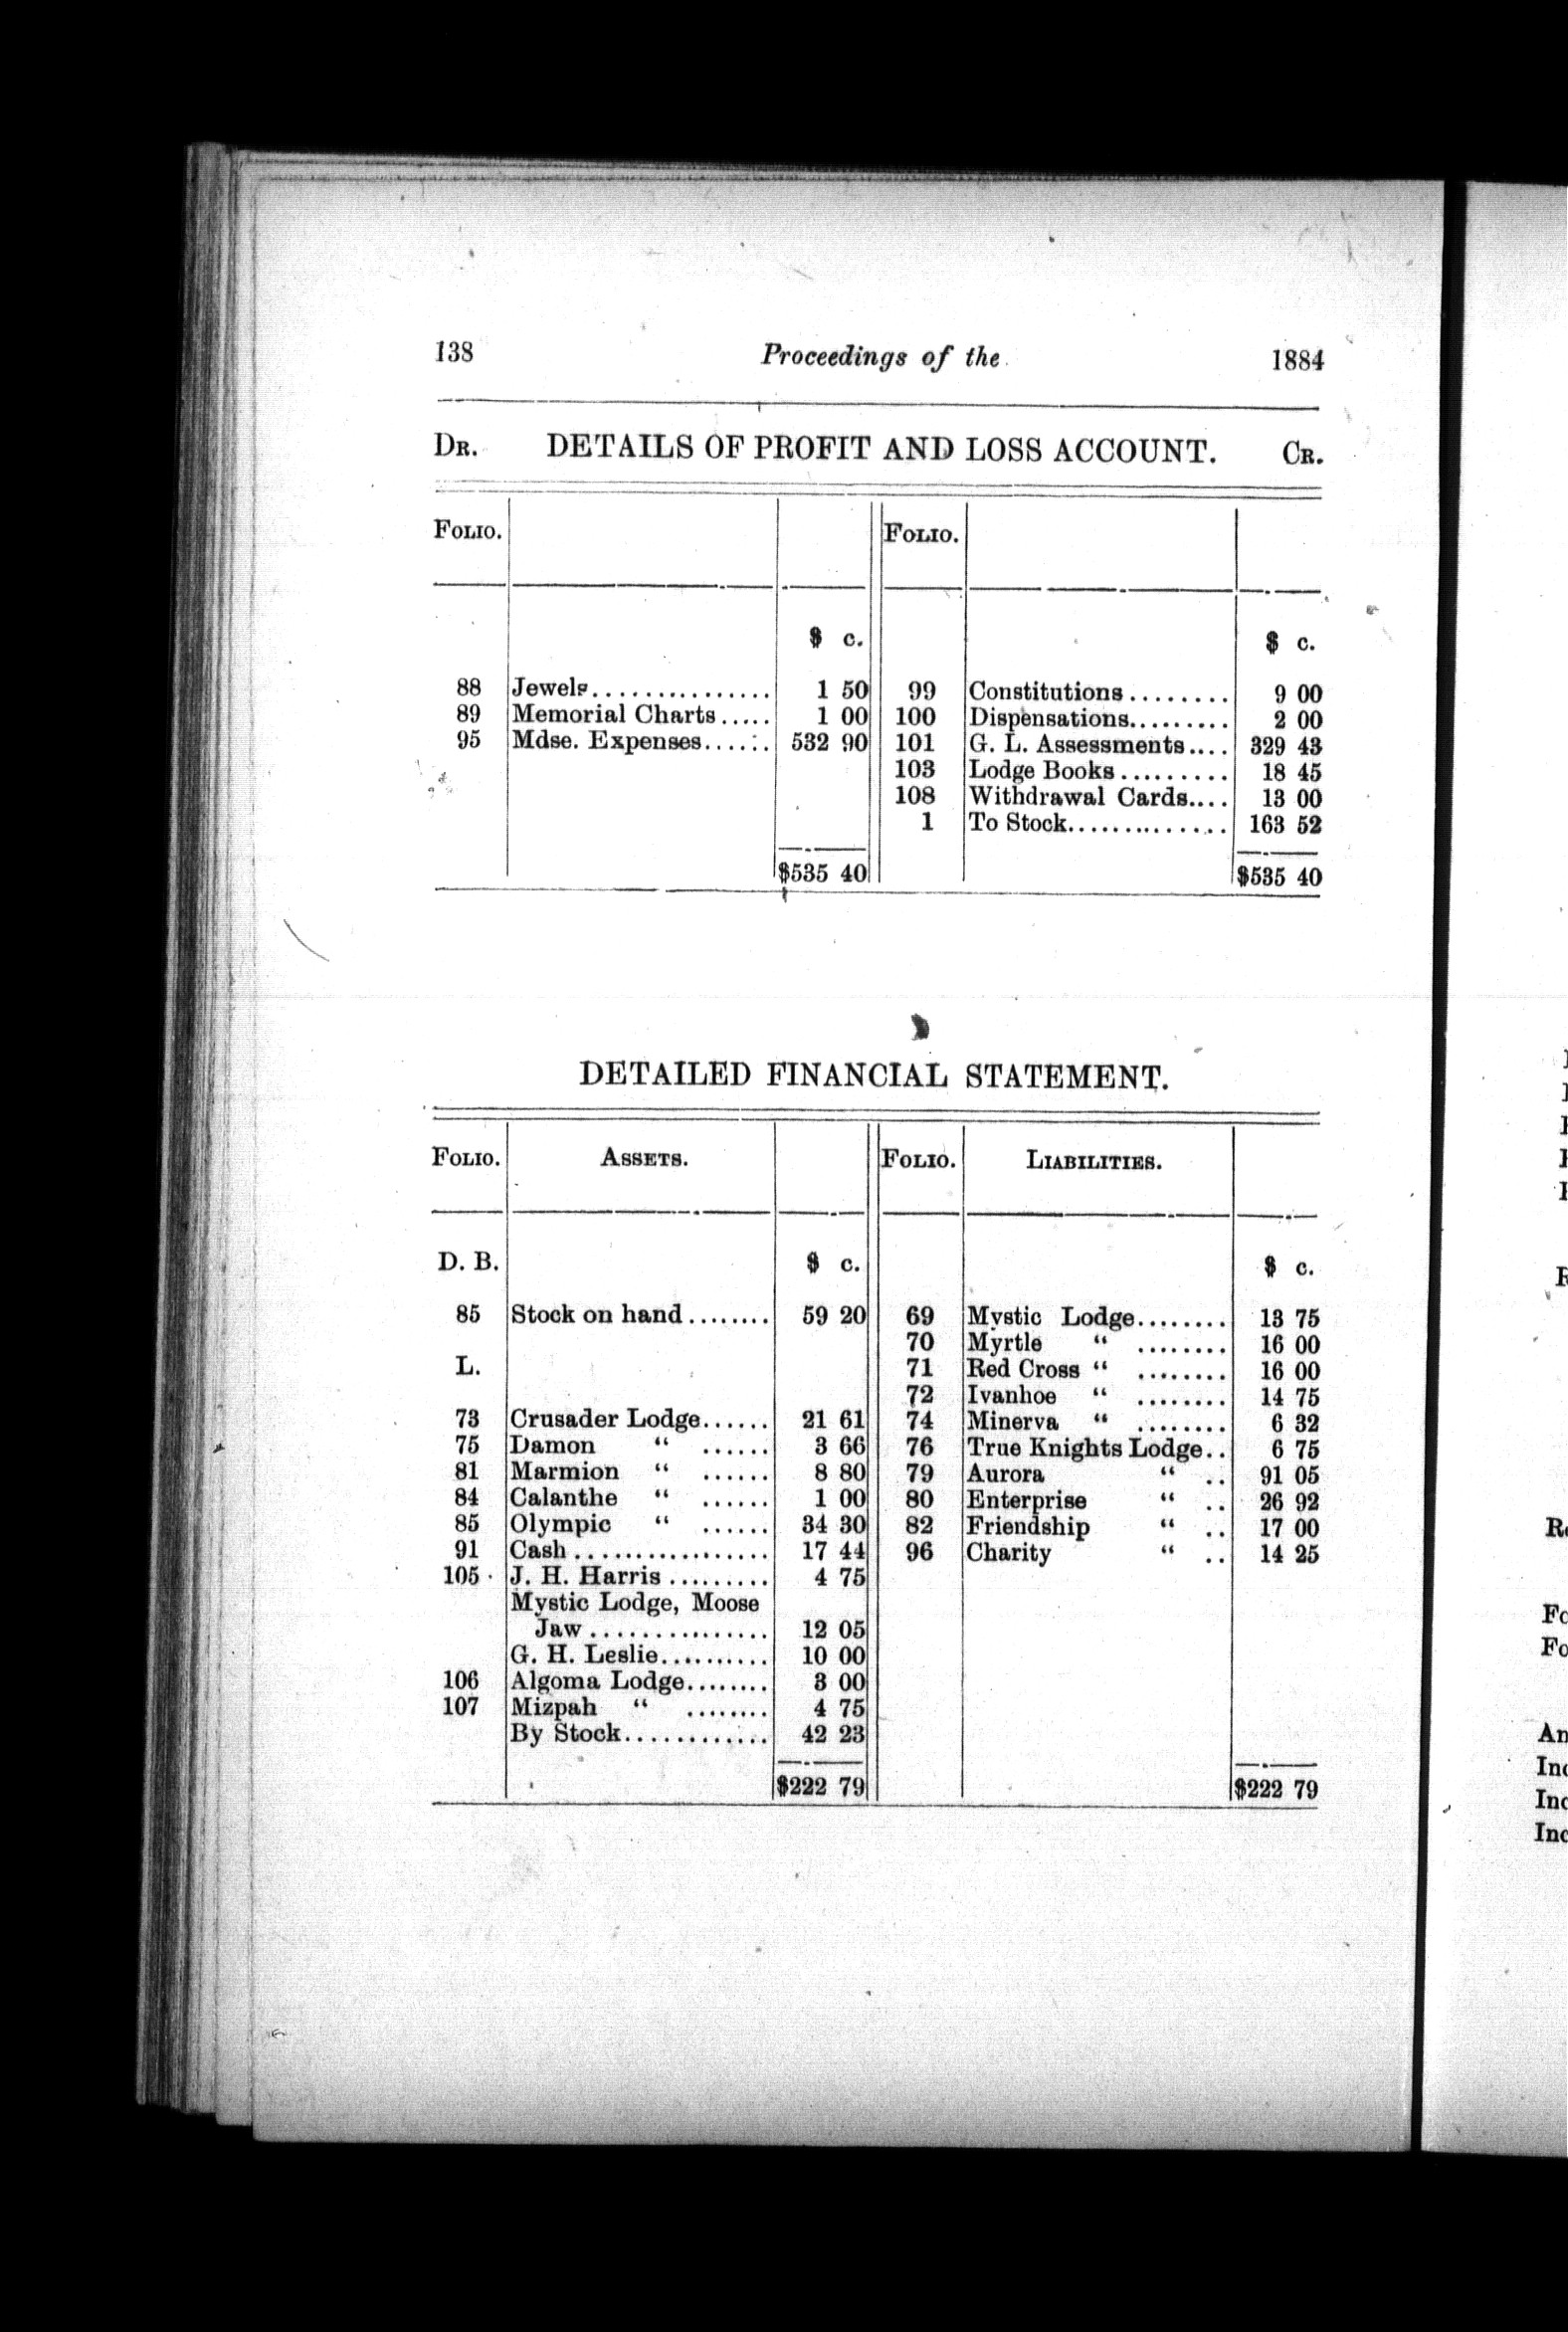 138 Proceedings of the 1884
DR. DETAILS OF PROFIT AND LOSS ACCOUNT. CR.
FOLIO. FOLIO.
$ c. $ c.
88 Jewels............... 1 50 99 Constitutions........ 9 00
89 Memorial Charts..... 1 00 100 Dispensations......... 2 00
95 Mdse. Expenses...... 532 90 101 G. L. Assessments.... 329 43
103 Lodge Books......... 18 45
108 Withdrawal Cards.... 13 00
1 To Stock.............. 163 52
$535 40 $535 40
DETAILED FINANCIAL STATEMENT.
FOLIO. ASSETS. FOLIO. LIABILITIES.
D. B. $ c. $ c.
85 Stock on hand........ 59 20 69 Mystic Lodge........ 13 75
70 Myrtle “ ........ 16 00
L. 71 Red Cross “ ........ 16 00
72 Ivanhoe “ ........ 14 75
73 Crusader Lodge...... 21 61 74 Minerva “ ........ 6 32
75 Damon “ ...... 3 66 76 True Knights Lodge.. 6 75
81 Marmion “ ...... 8 80 79 Aurora “ .. 91 05
84 Calanthe “ ...... 1 00 80 Enterprise “ .. 26 92
85 Olympic “ ...... 34 30 82 Friendship “ .. 17 00
91 Cash................. 17 44 96 Charity “ .. 14 25
105 J. H. Harris......... 4 75
Mystic Lodge, Moose
Jaw............... 12 05
G. H. Leslie.......... 10 00
106 Algoma Lodge........ 3 00
107 Mizpah “ ........ 4 75
By Stock............ 42 23
$222 79 $222 79